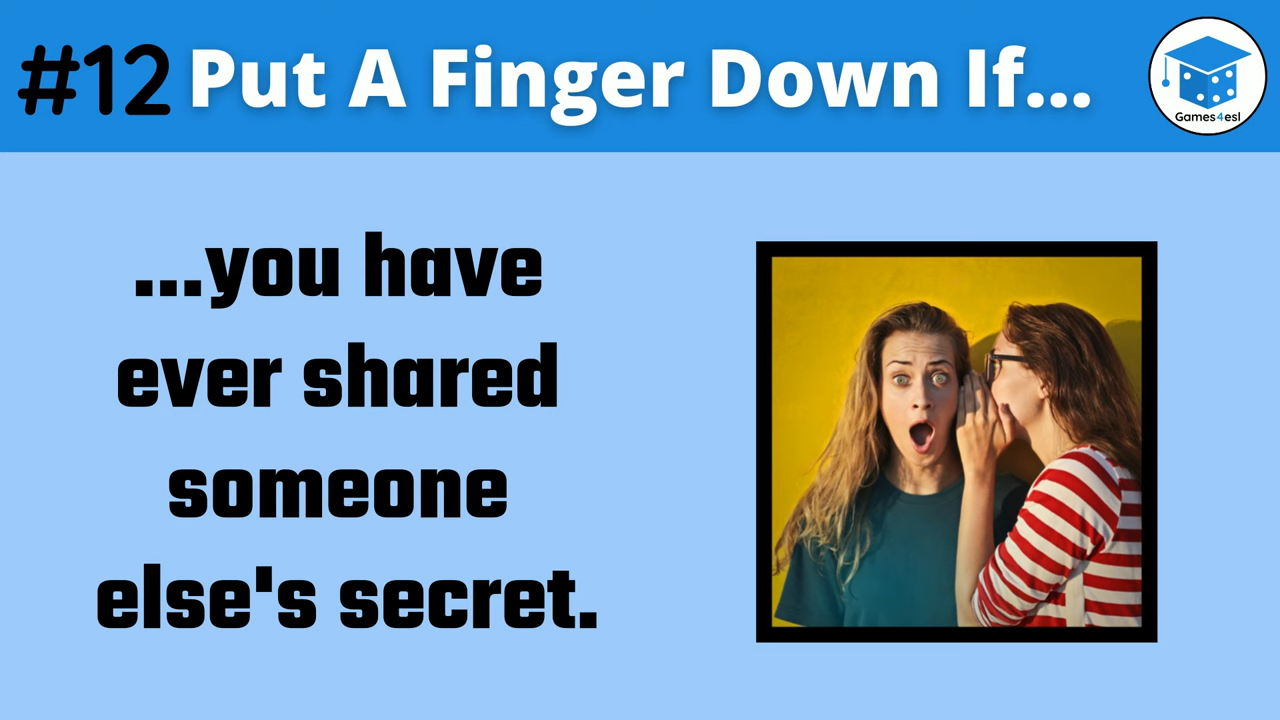 #12 Put A Finger Down If...
Games4esl
...you have
ever shared
someone
else's secret.